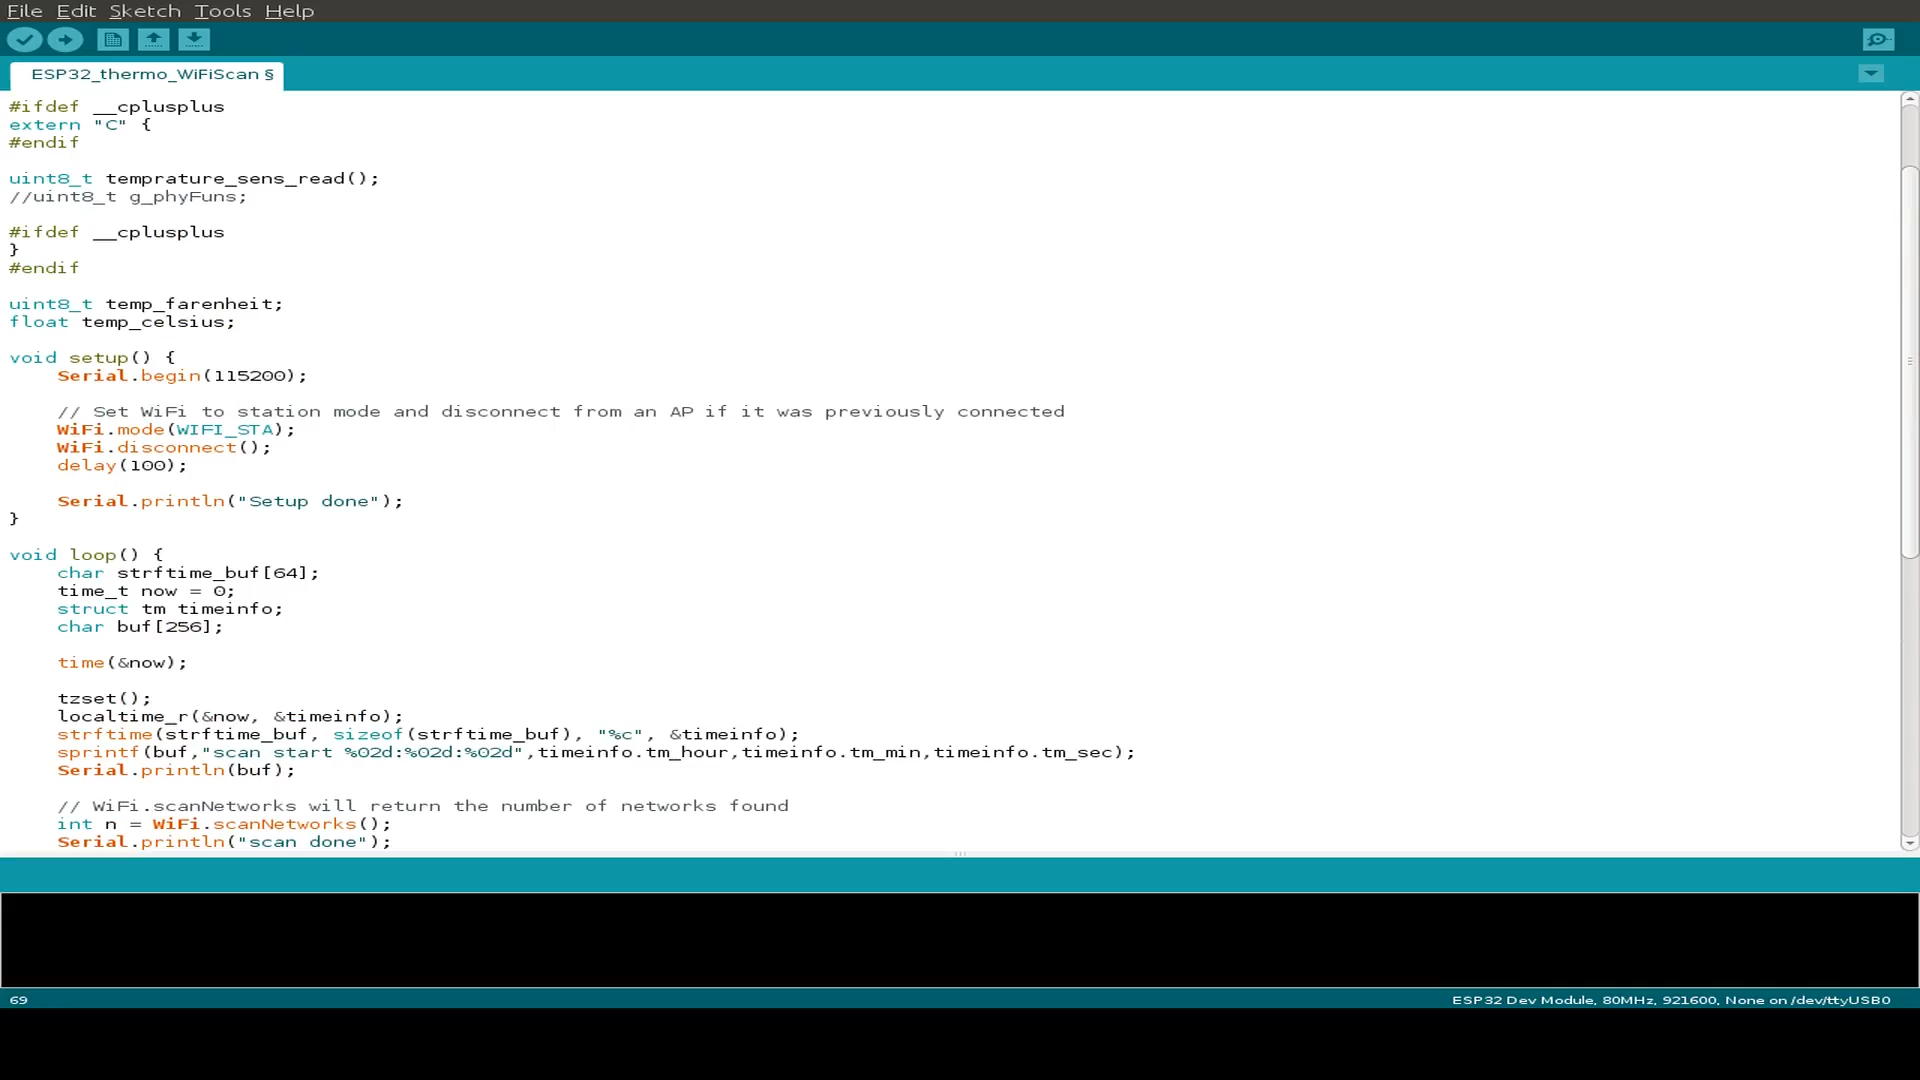 File Edit Sketch Tools Help
ESP32_thermo_WiFiScan §
#ifdef __cplusplus
extern "C" {
#endif
uint8_t temprature_sens_read();
//uint8_t g_phyFuns;
#ifdef __cplusplus
}
#endif
uint8_t temp_farenheit;
float temp_celsius;
void setup() {
Serial.begin(115200);
// Set WiFi to station mode and disconnect from an AP if it was previously connected
WiFi.mode(WIFI_STA);
WiFi.disconnect();
delay(100);
Serial.println("Setup done");
}
void loop() {
char strftime_buf[64];
time_t now = 0;
struct tm timeinfo;
char buf[256];
time(&now);
tzset();
localtime_r(&now, &timeinfo);
strftime(strftime_buf, sizeof(strftime_buf), "%c", &timeinfo);
sprintf(buf,"scan start %02d:%02d:%02d",timeinfo.tm_hour,timeinfo.tm_min,timeinfo.tm_sec);
Serial.println(buf);
// WiFi.scanNetworks will return the number of networks found
int n = WiFi.scanNetworks();
Serial.println("scan done");
69
ESP32 Dev Module, 80MHz, 921600, None on /dev/ttyUSB0